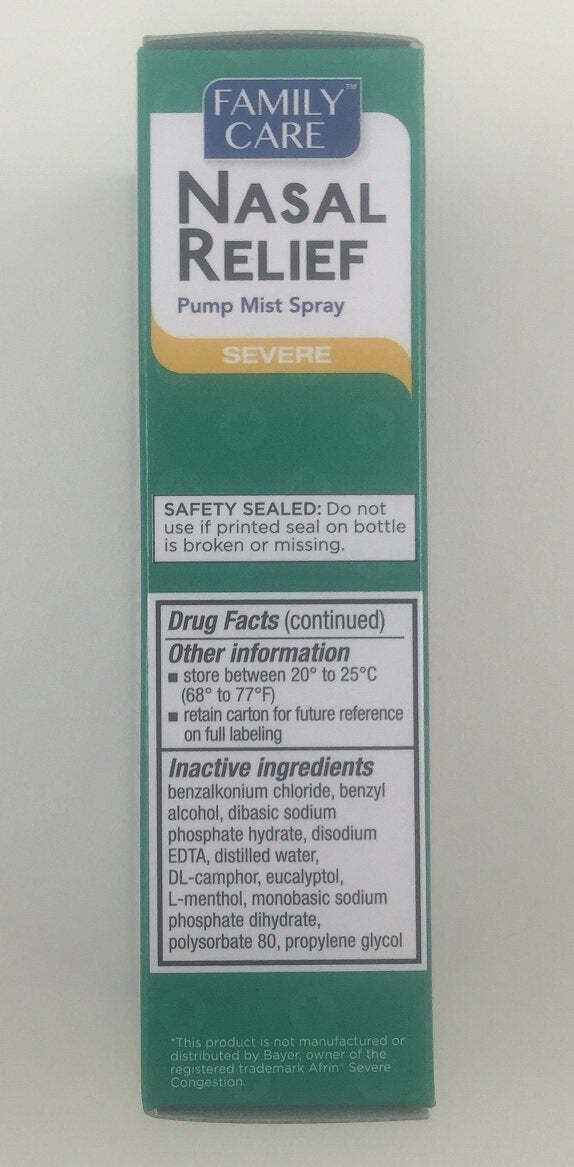 FAMILY™
CARE
NASAL
RELIEF
Pump Mist Spray
SEVERE
SAFETY SEALED: Do not
use if printed seal on bottle
is broken or missing.
Drug Facts (continued)
Other information
■ store between 20° to 25°C
(68° to 77°F)
■ retain carton for future reference
on full labeling
Inactive ingredients
benzalkonium chloride, benzyl
alcohol, dibasic sodium
phosphate hydrate, disodium
EDTA, distilled water,
DL-camphor, eucalyptol,
L-menthol, monobasic sodium
phosphate dihydrate,
polysorbate 80, propylene glycol
*This product is not manufactured or
distributed by Bayer, owner of the
registered trademark Afrin® Severe
Congestion.